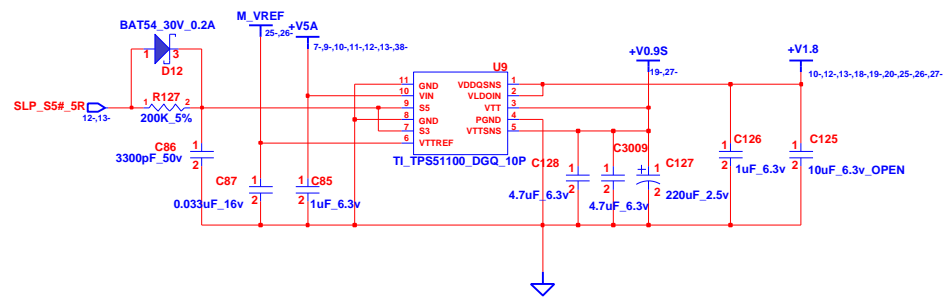 BAT54_30V_0.2A
1
3
D12
M_VREF
25-,26-
+V5A
7-,9-,10-,11-,12-,13-,38-
SLP_S5#_5R
12-,13-
1
R127
2
200K_5%
C86
1
2
3300pF_50v
C87
1
2
0.033uF_16v
C85
1
2
1uF_6.3v
U9
11
GND
VDDQSNS
1
10
VIN
VLDOIN
2
9
S5
VTT
3
8
GND
PGND
4
7
S3
VTTSNS
5
6
VTTREF
TI_TPS51100_DGQ_10P
+V0.9S
19-,27-
+V1.8
10-,12-,13-,18-,19-,20-,25-,26-,27-
C128
1
2
4.7uF_6.3v
C3009
1
2
4.7uF_6.3v
C127
+
1
2
220uF_2.5v
C126
1
2
1uF_6.3v
C125
1
2
10uF_6.3v_OPEN